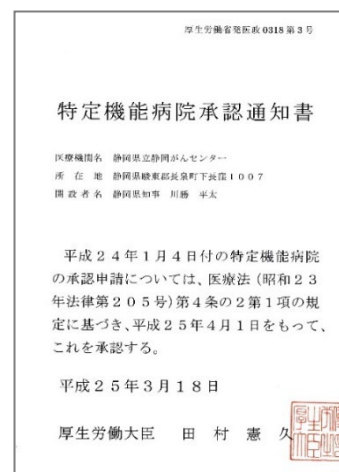 厚生労働省発医政0318第3号
特定機能病院承認通知書
医療機関名　静岡県立静岡がんセンター
所　在　地　静岡県駿東郡長泉町下長窪1007
開設者名　静岡県知事　川勝　平太
平成24年1月4日付の特定機能病院
の承認申請については、医療法（昭和23
年法律第205号）第4条の2第1項の規
定に基づき、平成25年4月1日をもって、
これを承認する。
平成25年3月18日
厚生労働大臣　田　村　憲　久
厚生労働大臣